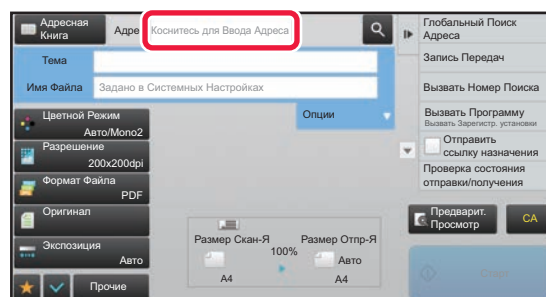 Адресная
Книга
Адре
Коснитесь для Ввода Адреса
Тема
Имя Файла
Задано в Системных Настройках
Опции
Цветной Режим
Авто/Mono2
Разрешение
200x200dpi
Формат Файла
PDF
Оригинал
Экспозиция
Авто
Прочие
Размер Скан-Я
100%
Размер Отпр-Я
Авто
A4
A4
Глобальный Поиск
Адреса
Запись Передач
Вызвать Номер Поиска
Вызвать Программу
Вызвать Зарегистр. установки
Отправить
ссылку назначения
Проверка состояния
отправки/получения
Предварит.
Просмотр
CA
Старт